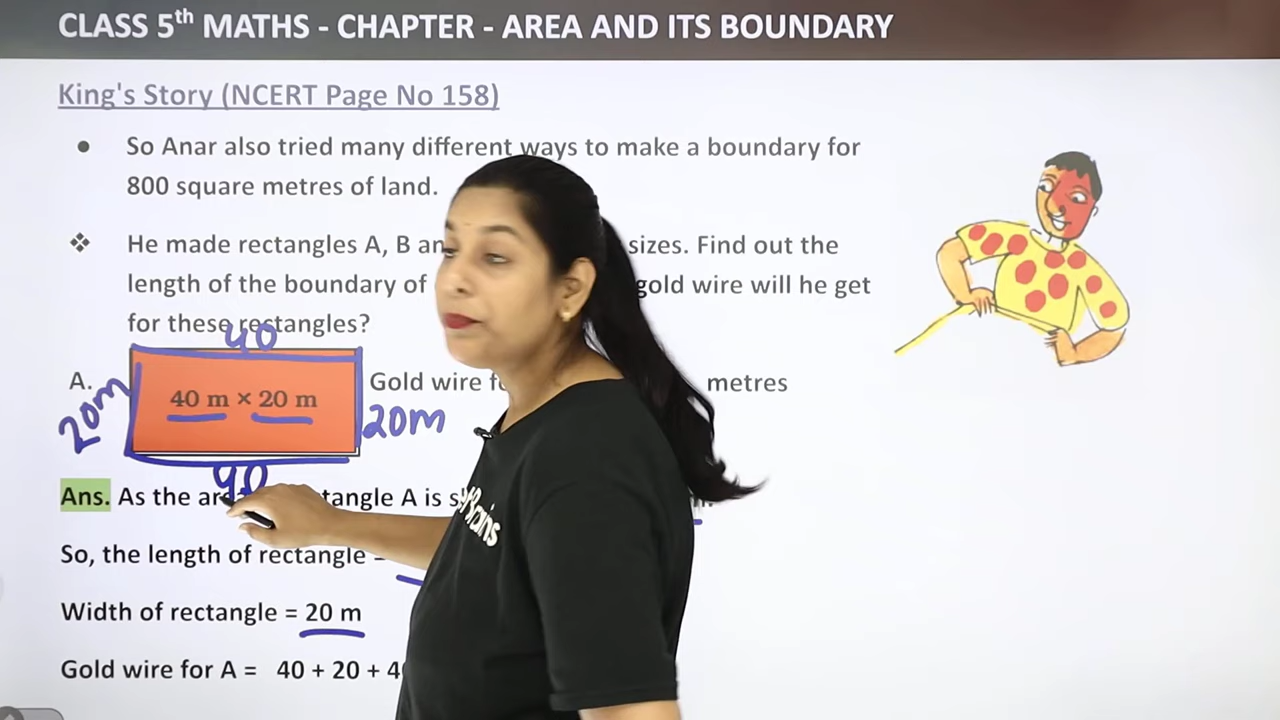 CLASS 5th MATHS - CHAPTER - AREA AND ITS BOUNDARY
King's Story (NCERT Page No 158)
● So Anar also tried many different ways to make a boundary for
800 square metres of land.
❖ He made rectangles A, B an sizes. Find out the
length of the boundary of gold wire will he get
for these rectangles?
40
A. 40 m × 20 m Gold wire metres
20m 20m
40
Ans. As the rectangle A is
So, the length of rectangle
Width of rectangle = 20 m
Gold wire for A = 40 + 20 + 4